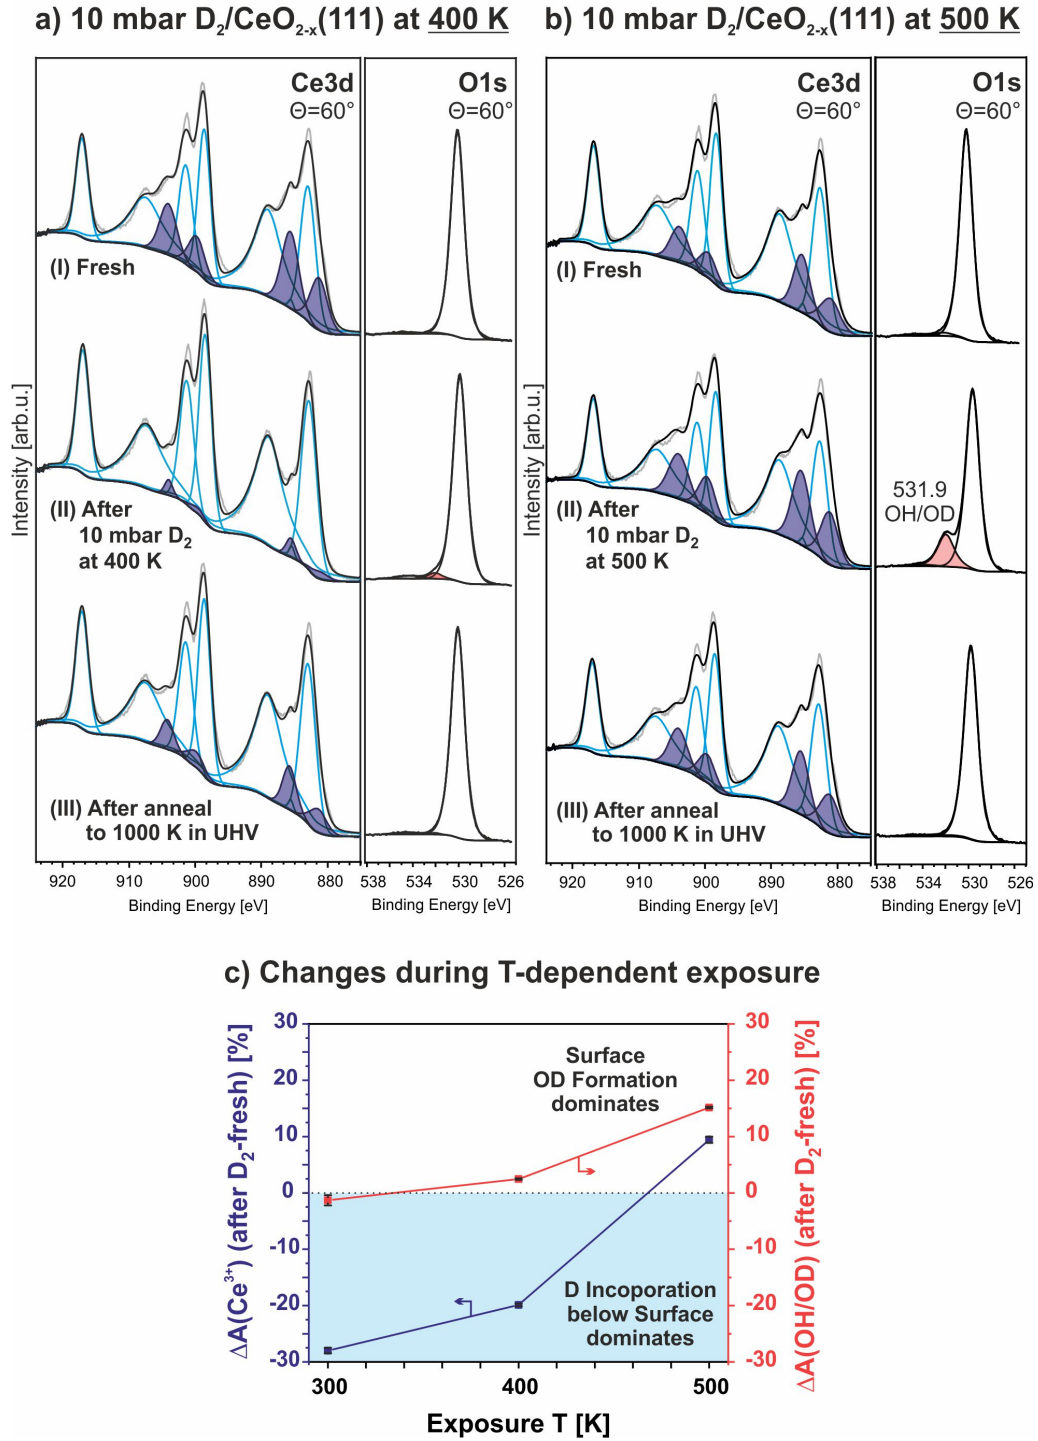 a) 10 mbar D₂/CeO₂₋ₓ(111) at 400 K
Ce3d
Θ=60°
O1s
Θ=60°
(I) Fresh
(II) After
10 mbar D₂
at 400 K
(III) After anneal
to 1000 K in UHV
Intensity [arb.u.]
920 910 900 890 880
Binding Energy [eV]
538 534 530 526
Binding Energy [eV]
b) 10 mbar D₂/CeO₂₋ₓ(111) at 500 K
Ce3d
Θ=60°
O1s
Θ=60°
(I) Fresh
(II) After
10 mbar D₂
at 500 K
531.9
OH/OD
(III) After anneal
to 1000 K in UHV
Intensity [arb.u.]
920 910 900 890 880
Binding Energy [eV]
538 534 530 526
Binding Energy [eV]
c) Changes during T-dependent exposure
ΔA(Ce³⁺) (after D₂-fresh) [%]
30
20
10
0
-10
-20
-30
Surface
OD Formation
dominates
D Incoporation
below Surface
dominates
30
20
10
0
-10
-20
-30
ΔA(OH/OD) (after D₂-fresh) [%]
300 400 500
Exposure T [K]